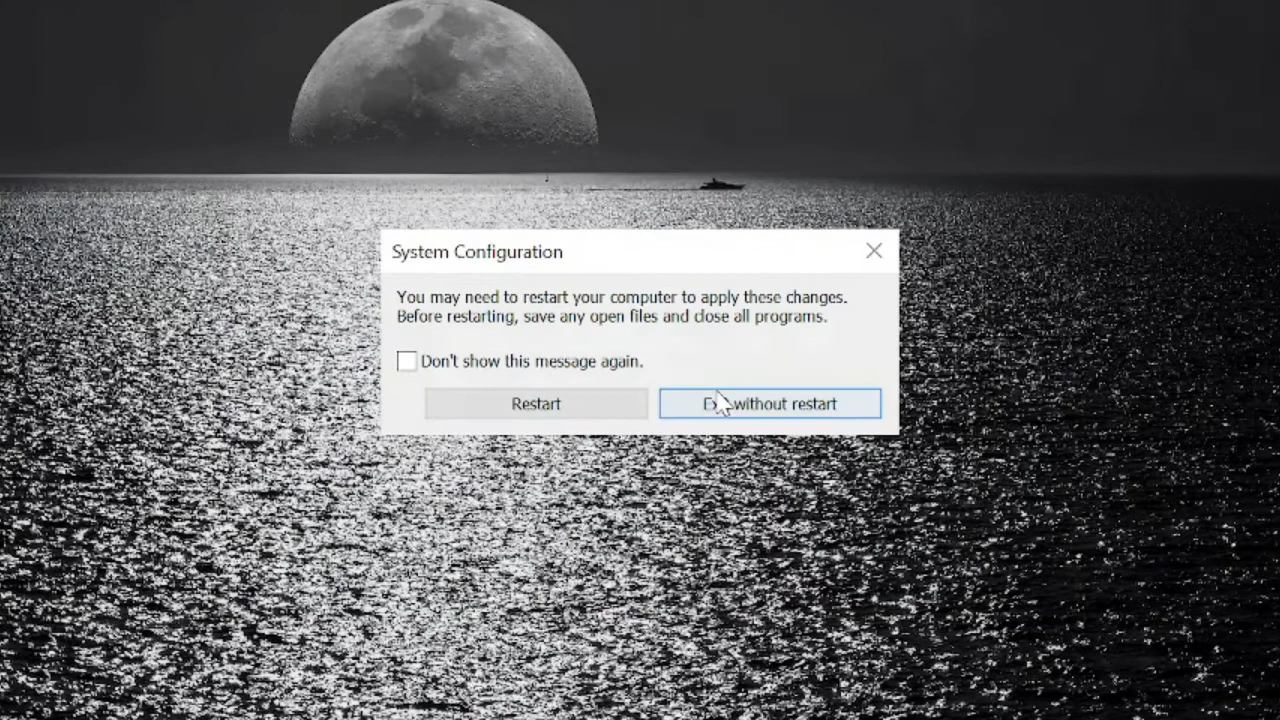 System Configuration
You may need to restart your computer to apply these changes.
Before restarting, save any open files and close all programs.
Don't show this message again.
Restart
without restart